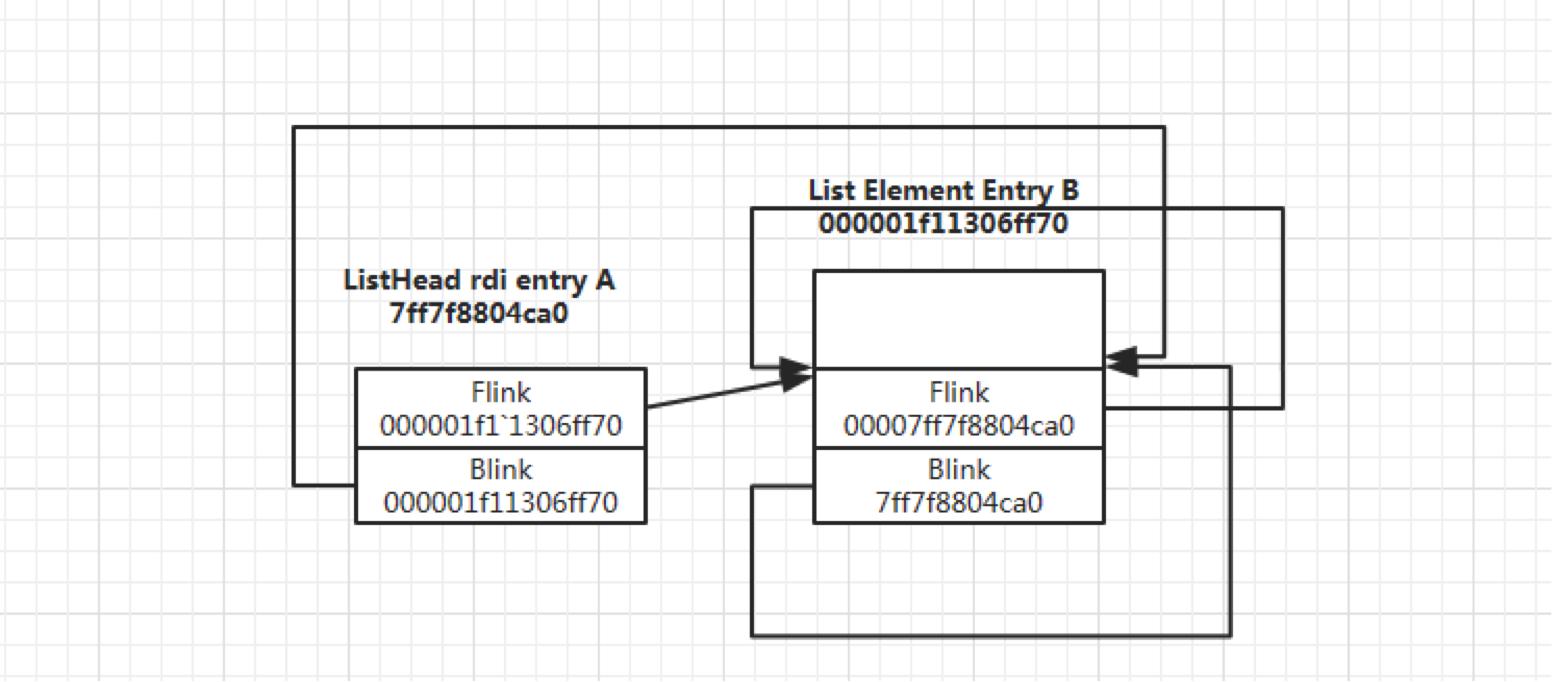 List Element Entry B
000001f11306ff70
ListHead rdi entry A
7ff7f8804ca0
Flink
000001f1`1306ff70
Blink
000001f11306ff70
Flink
00007ff7f8804ca0
Blink
7ff7f8804ca0